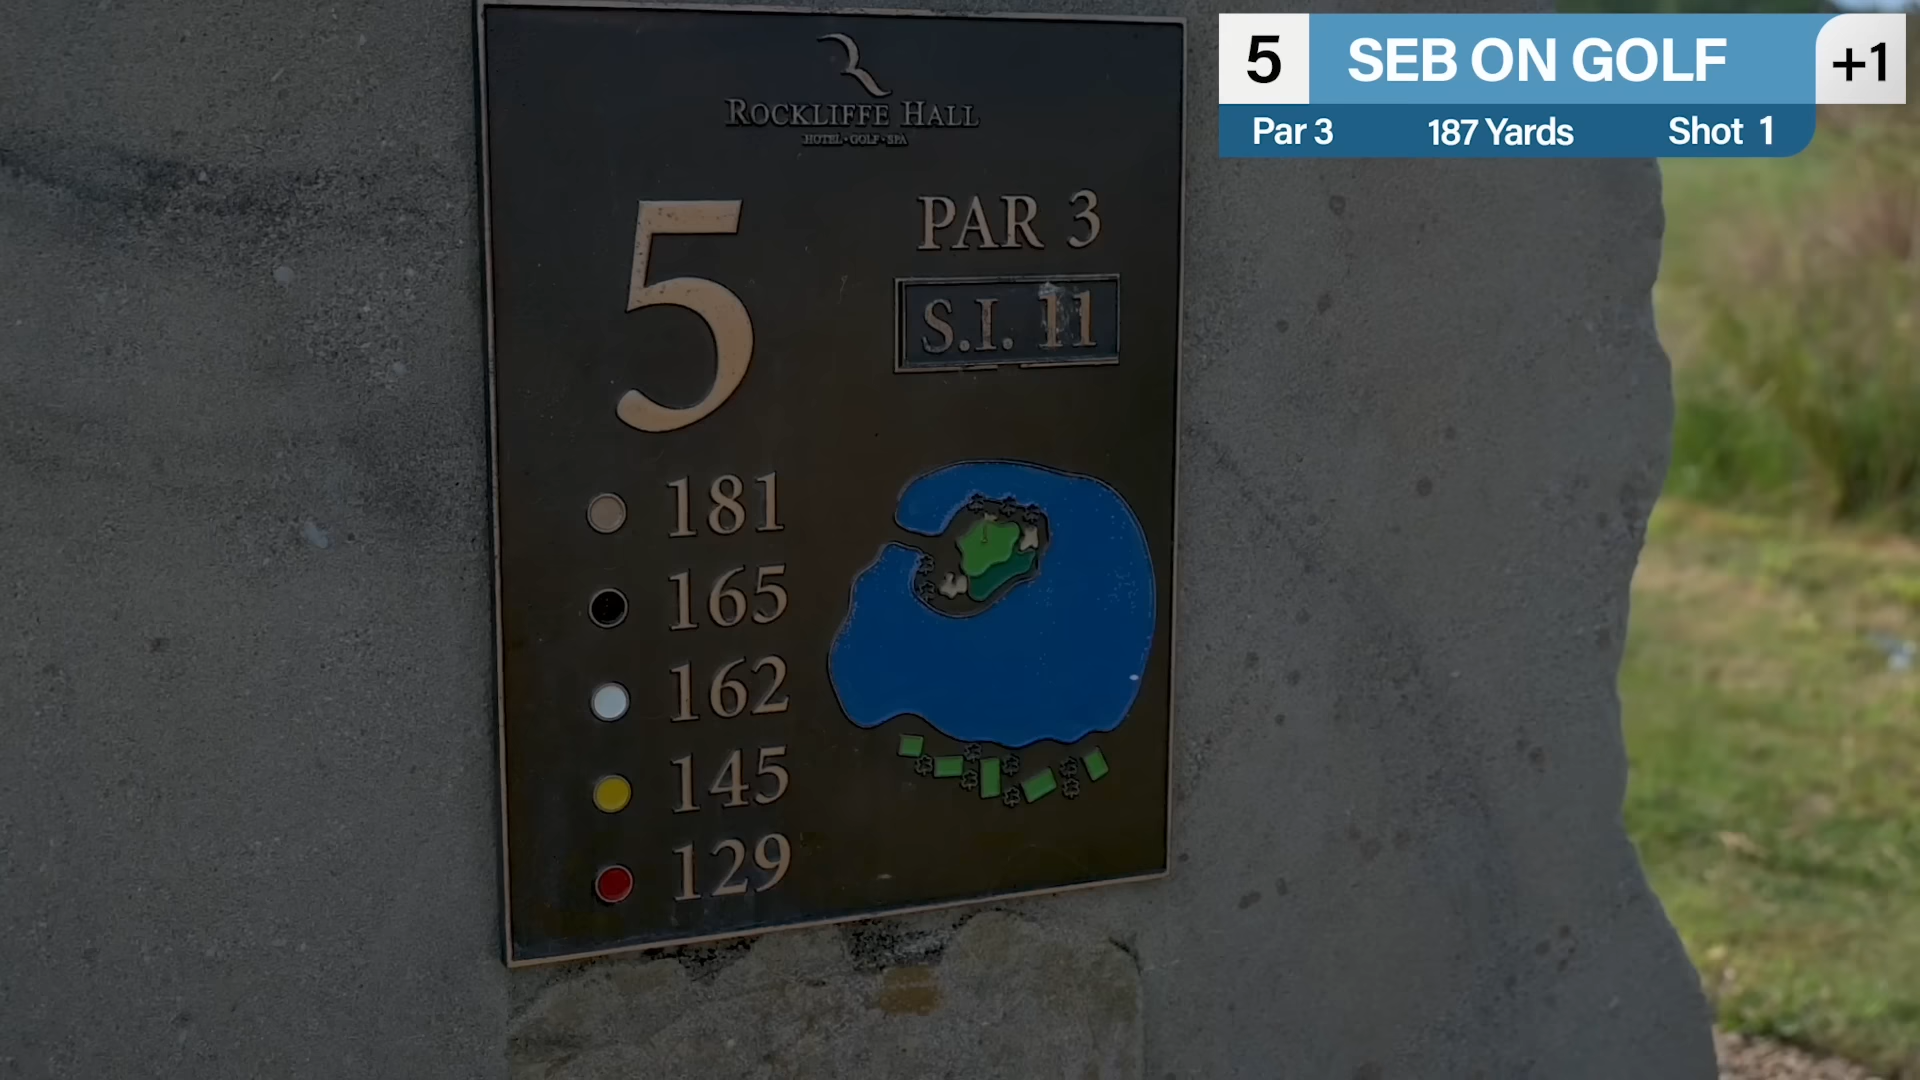 ROCKLIFFE HALL
HOTEL · GOLF · SPA
5
PAR 3
S.I. 11
181
165
162
145
129
5 SEB ON GOLF +1
Par 3 187 Yards Shot 1